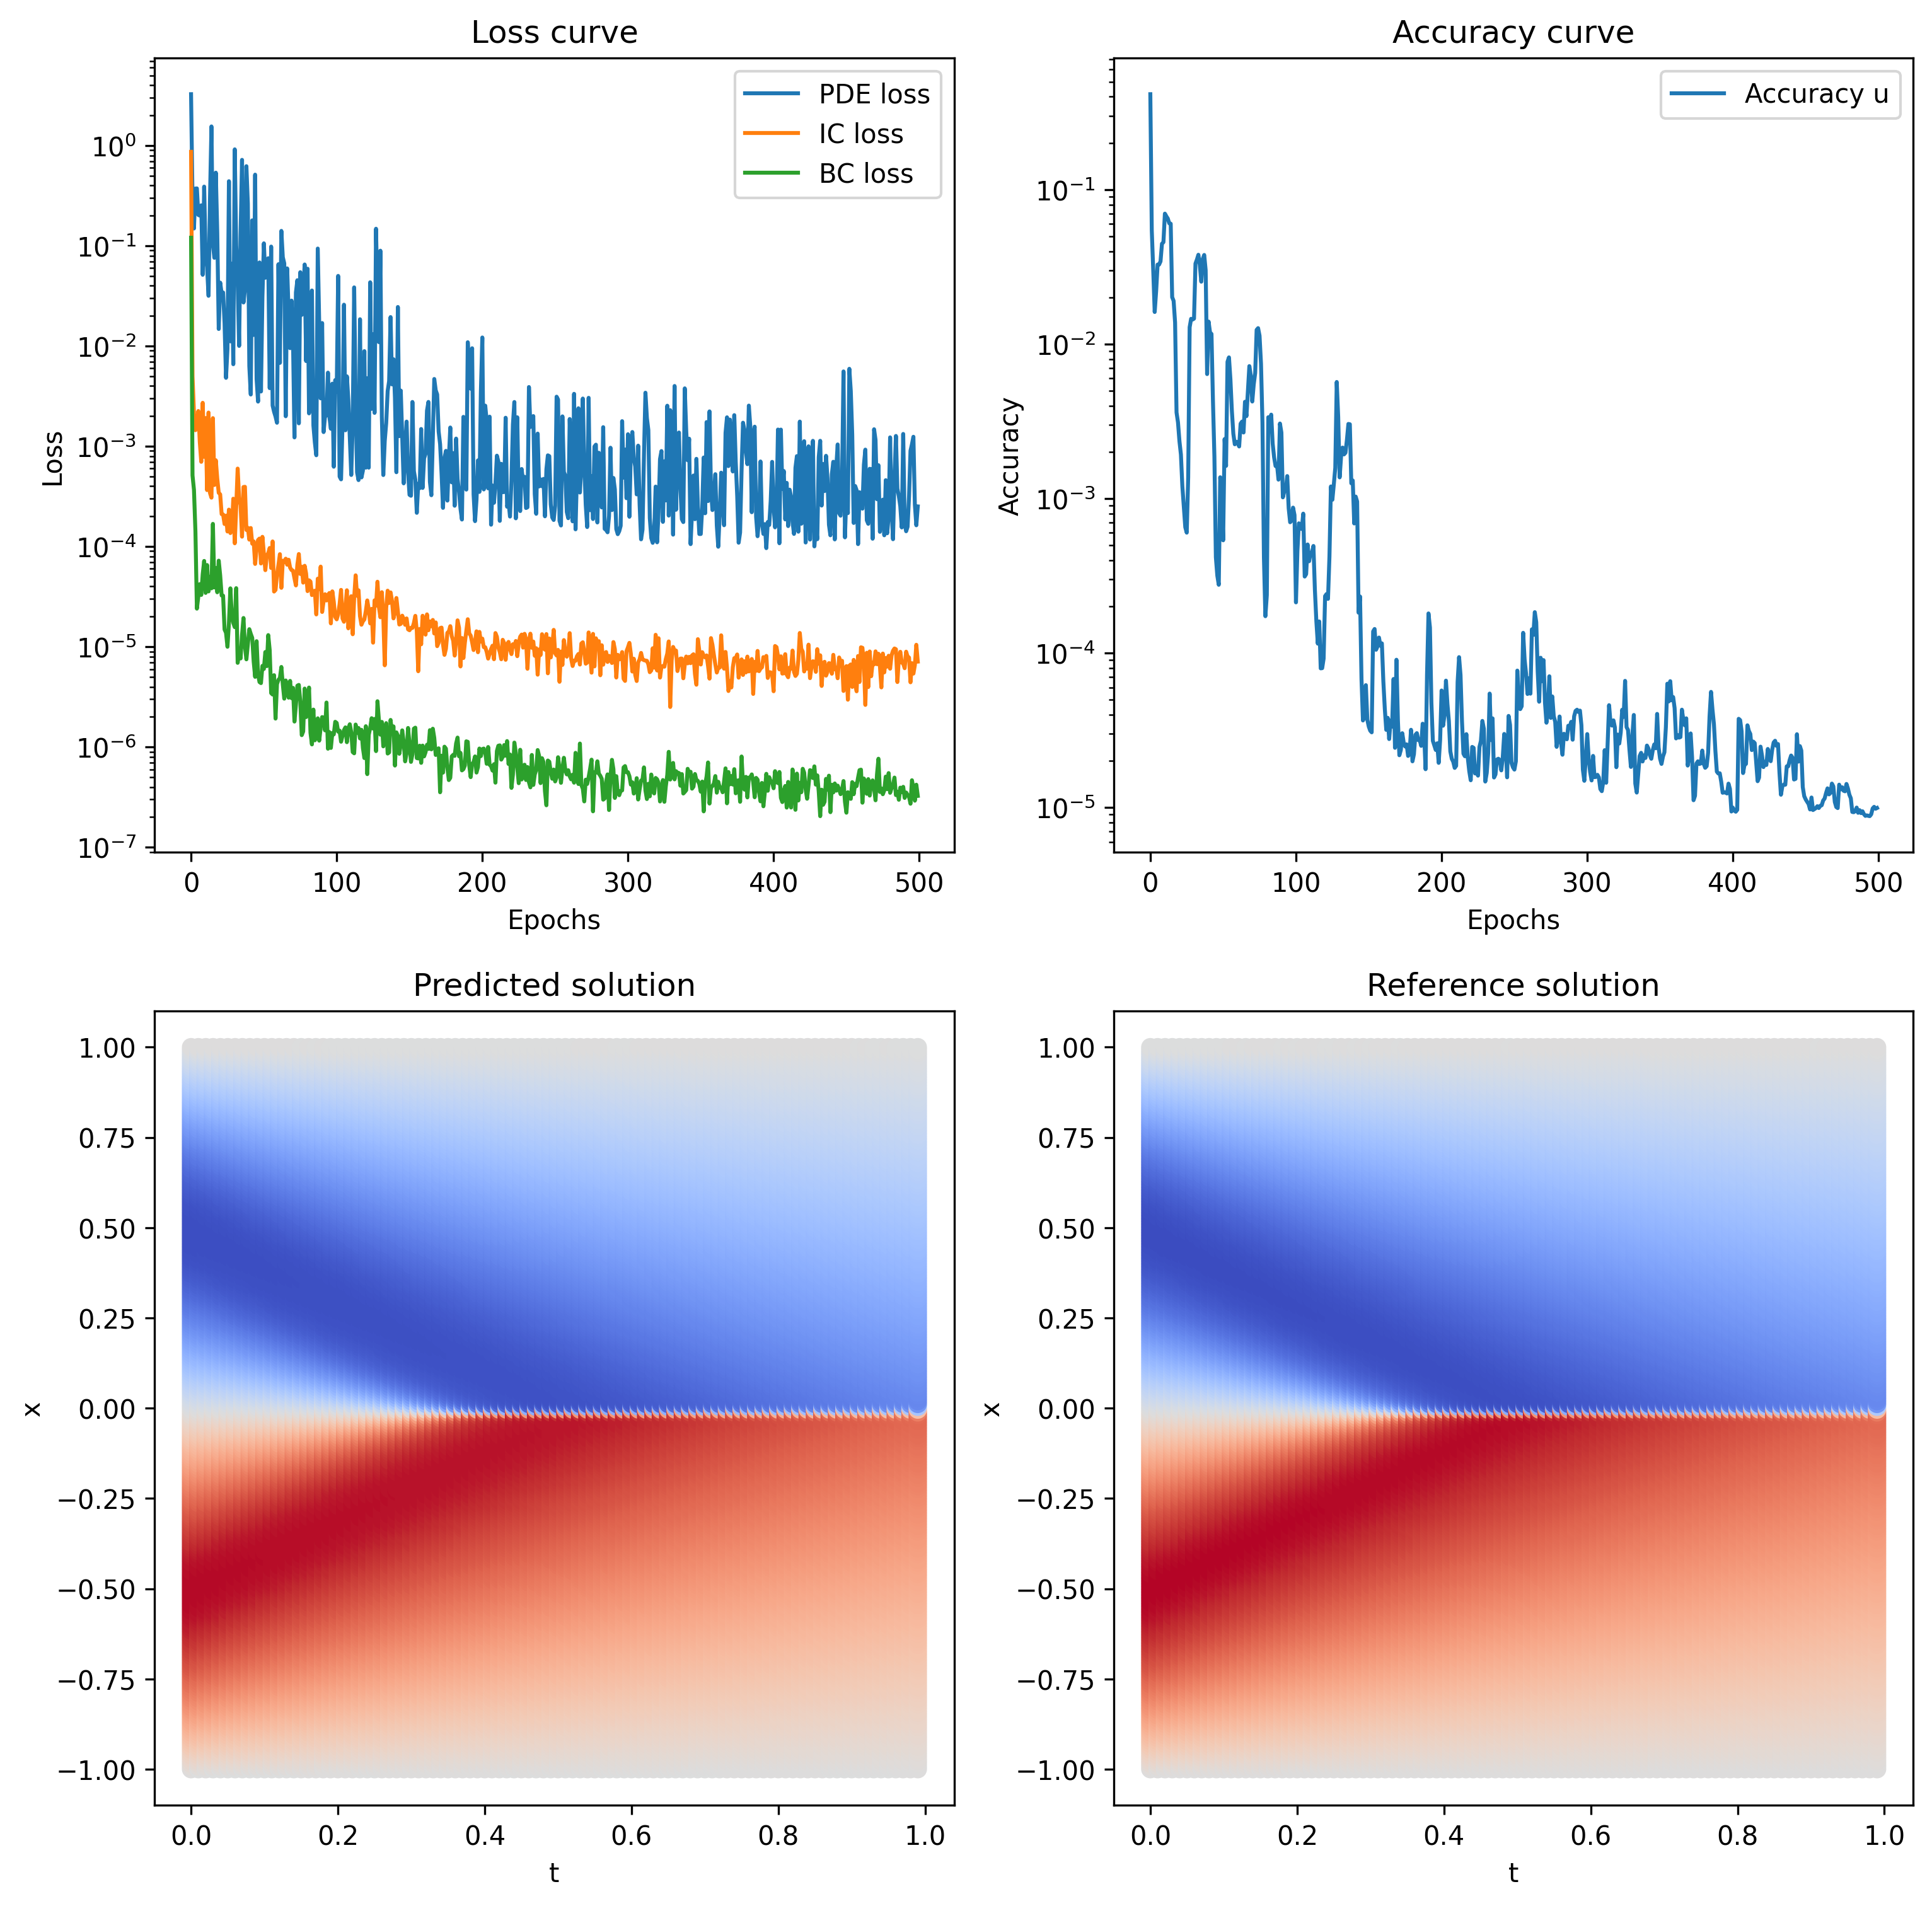 Loss curve
PDE loss
IC loss
BC loss
10⁰
10⁻¹
10⁻²
10⁻³
10⁻⁴
10⁻⁵
10⁻⁶
10⁻⁷
Loss
0 100 200 300 400 500
Epochs
Accuracy curve
Accuracy u
10⁻¹
10⁻²
10⁻³
10⁻⁴
10⁻⁵
Accuracy
0 100 200 300 400 500
Epochs
Predicted solution
1.00
0.75
0.50
0.25
0.00
−0.25
−0.50
−0.75
−1.00
x
0.0 0.2 0.4 0.6 0.8 1.0
t
Reference solution
1.00
0.75
0.50
0.25
0.00
−0.25
−0.50
−0.75
−1.00
x
0.0 0.2 0.4 0.6 0.8 1.0
t